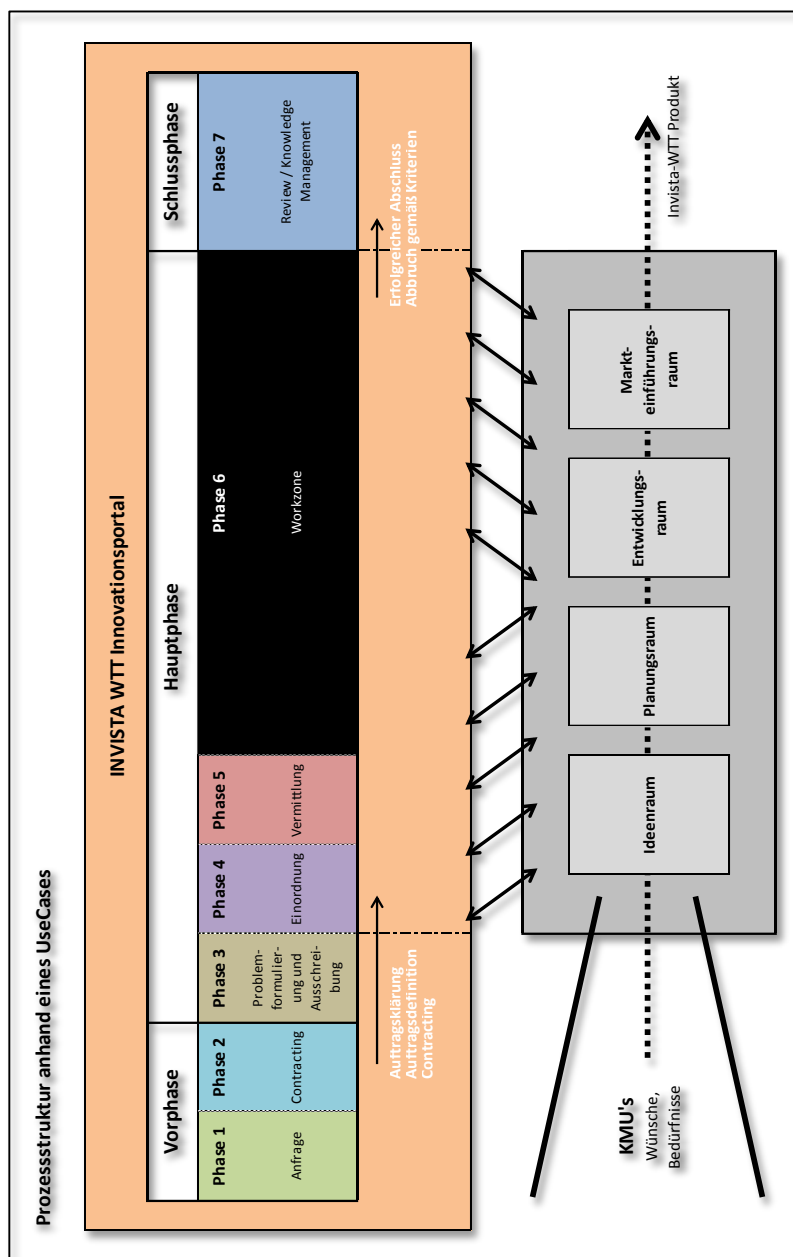 Prozessstruktur anhand eines UseCases
INVISTA WTT Innovationsportal
Vorphase
Hauptphase
Schlussphase
Phase 1
Anfrage
Phase 2
Contracting
Phase 3
Problem-
formulier-
ung und
Ausschrei-
bung
Phase 4
Einordnung
Phase 5
Vermittlung
Phase 6
Workzone
Phase 7
Review / Knowledge
Management
Auftragsklärung
Auftragsdefinition
Contracting
Erfolgreicher Abschluss
Abbruch gemäß Kriterien
KMU's
Wünsche,
Bedürfnisse
Ideenraum
Planungsraum
Entwicklungs-
raum
Markt-
einführungs-
raum
Invista-WTT Produkt